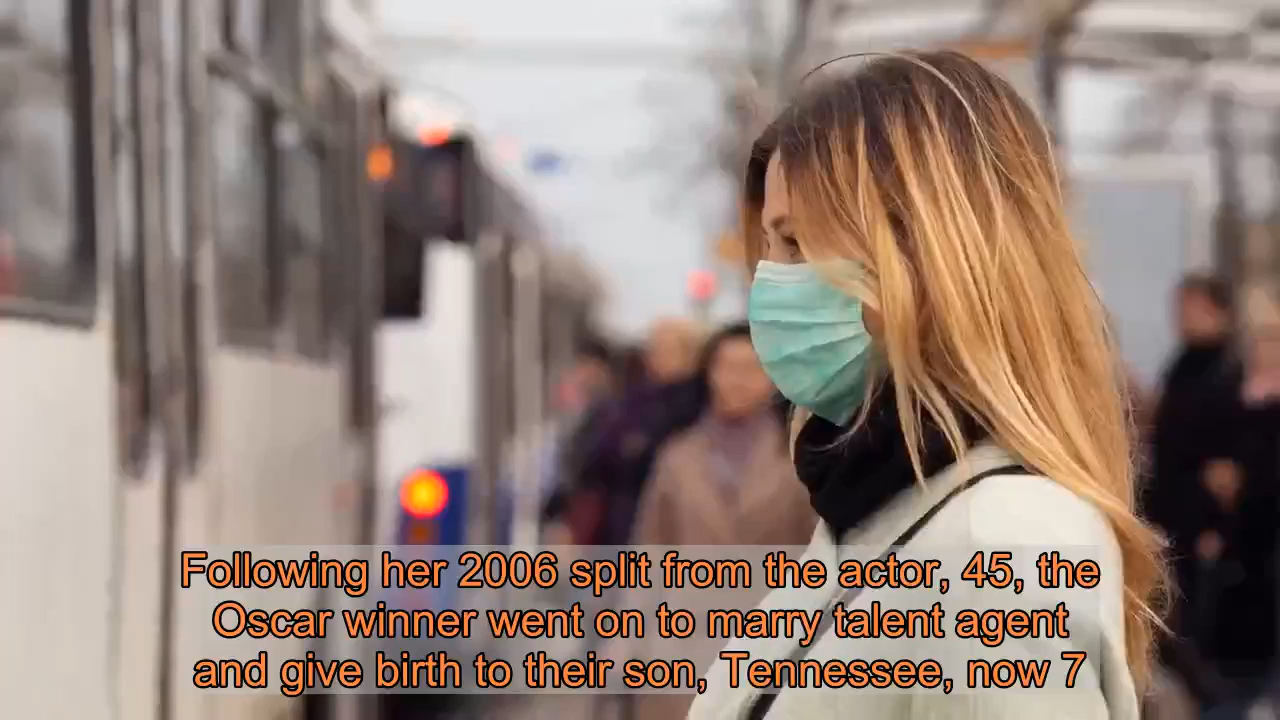 Following her 2006 split from the actor, 45, the
Oscar winner went on to marry talent agent
and give birth to their son, Tennessee, now 7